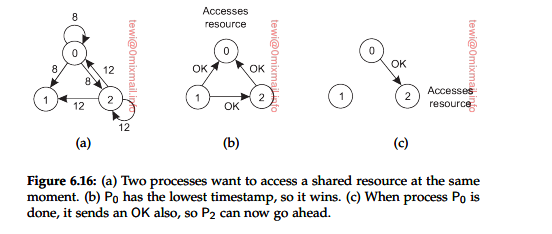 8
0
8
8
12
1
2
12
12
(a)
tewi@0mixmail.info
Accesses
resource
0
OK
OK
1
2
OK
(b)
tewi@0mixmail.info
0
OK
1
2
Accesses
resource
(c)
tewi@0mixmail.info
Figure 6.16: (a) Two processes want to access a shared resource at the same
moment. (b) P0 has the lowest timestamp, so it wins. (c) When process P0 is
done, it sends an OK also, so P2 can now go ahead.